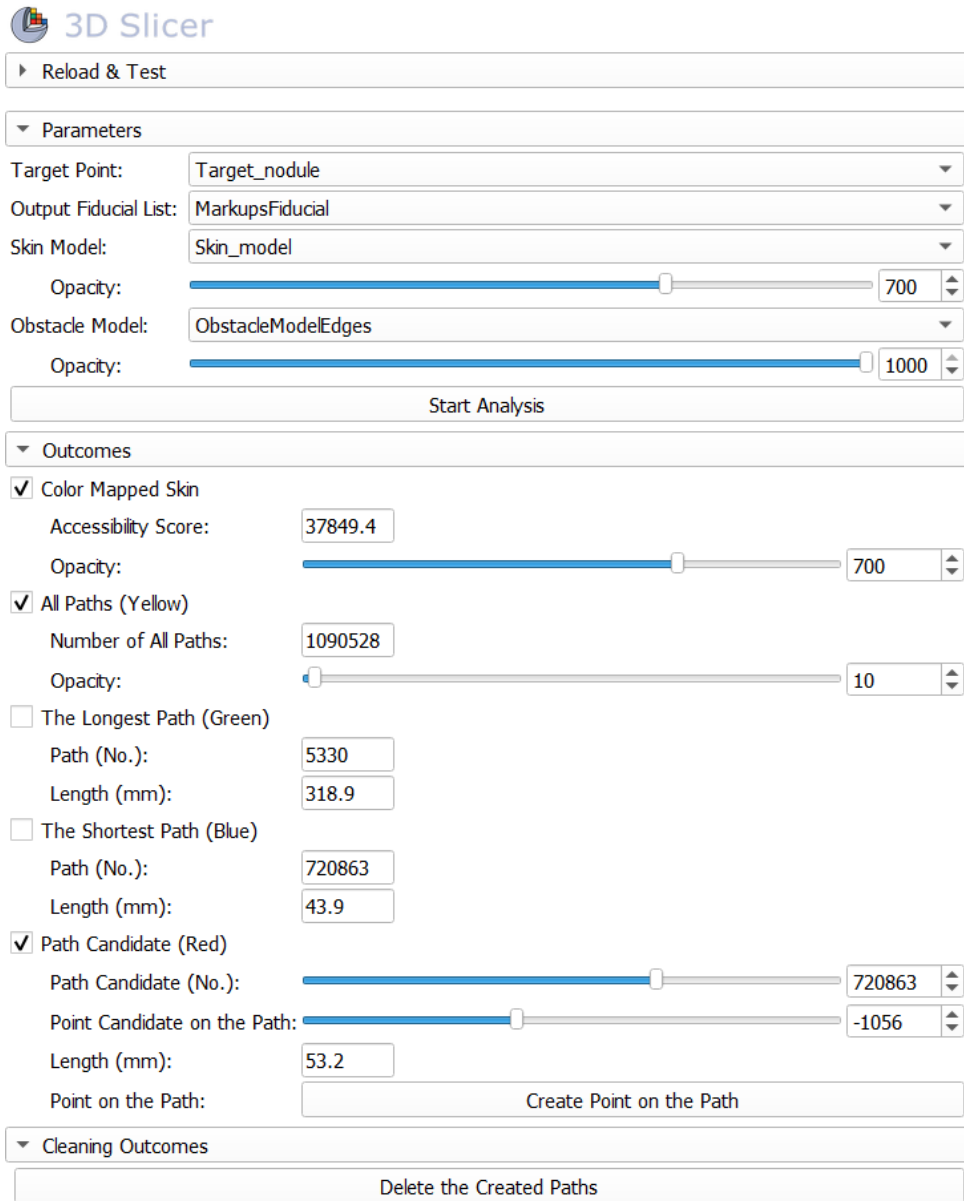 3D Slicer
Reload & Test
Parameters
Target Point: Target_nodule
Output Fiducial List: MarkupsFiducial
Skin Model: Skin_model
Opacity: 700
Obstacle Model: ObstacleModelEdges
Opacity: 1000
Start Analysis
Outcomes
Color Mapped Skin
Accessibility Score: 37849.4
Opacity: 700
All Paths (Yellow)
Number of All Paths: 1090528
Opacity: 10
The Longest Path (Green)
Path (No.): 5330
Length (mm): 318.9
The Shortest Path (Blue)
Path (No.): 720863
Length (mm): 43.9
Path Candidate (Red)
Path Candidate (No.): 720863
Point Candidate on the Path: -1056
Length (mm): 53.2
Point on the Path: Create Point on the Path
Cleaning Outcomes
Delete the Created Paths